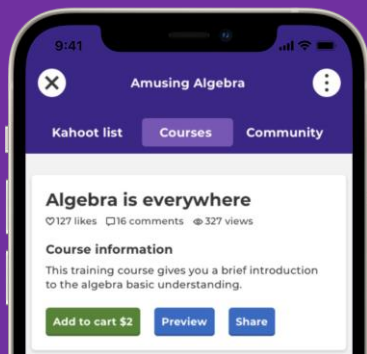 9:41
Amusing Algebra
Kahoot list Courses Community
Algebra is everywhere
127 likes 16 comments 327 views
Course information
This training course gives you a brief introduction
to the algebra basic understanding.
Add to cart $2 Preview Share